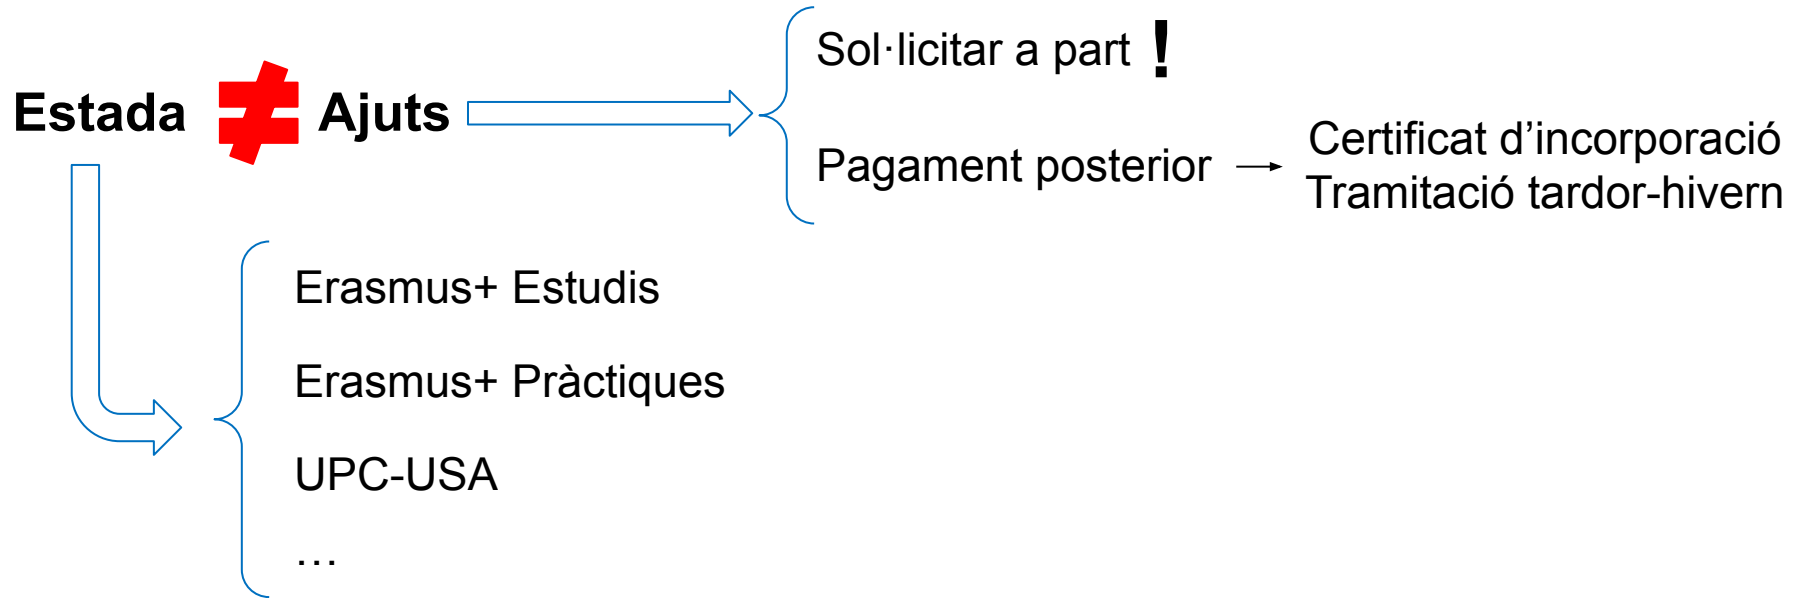 Estada ≠ Ajuts
Sol·licitar a part !
Pagament posterior → Certificat d’incorporació
Tramitació tardor-hivern
Erasmus+ Estudis
Erasmus+ Pràctiques
UPC-USA
…